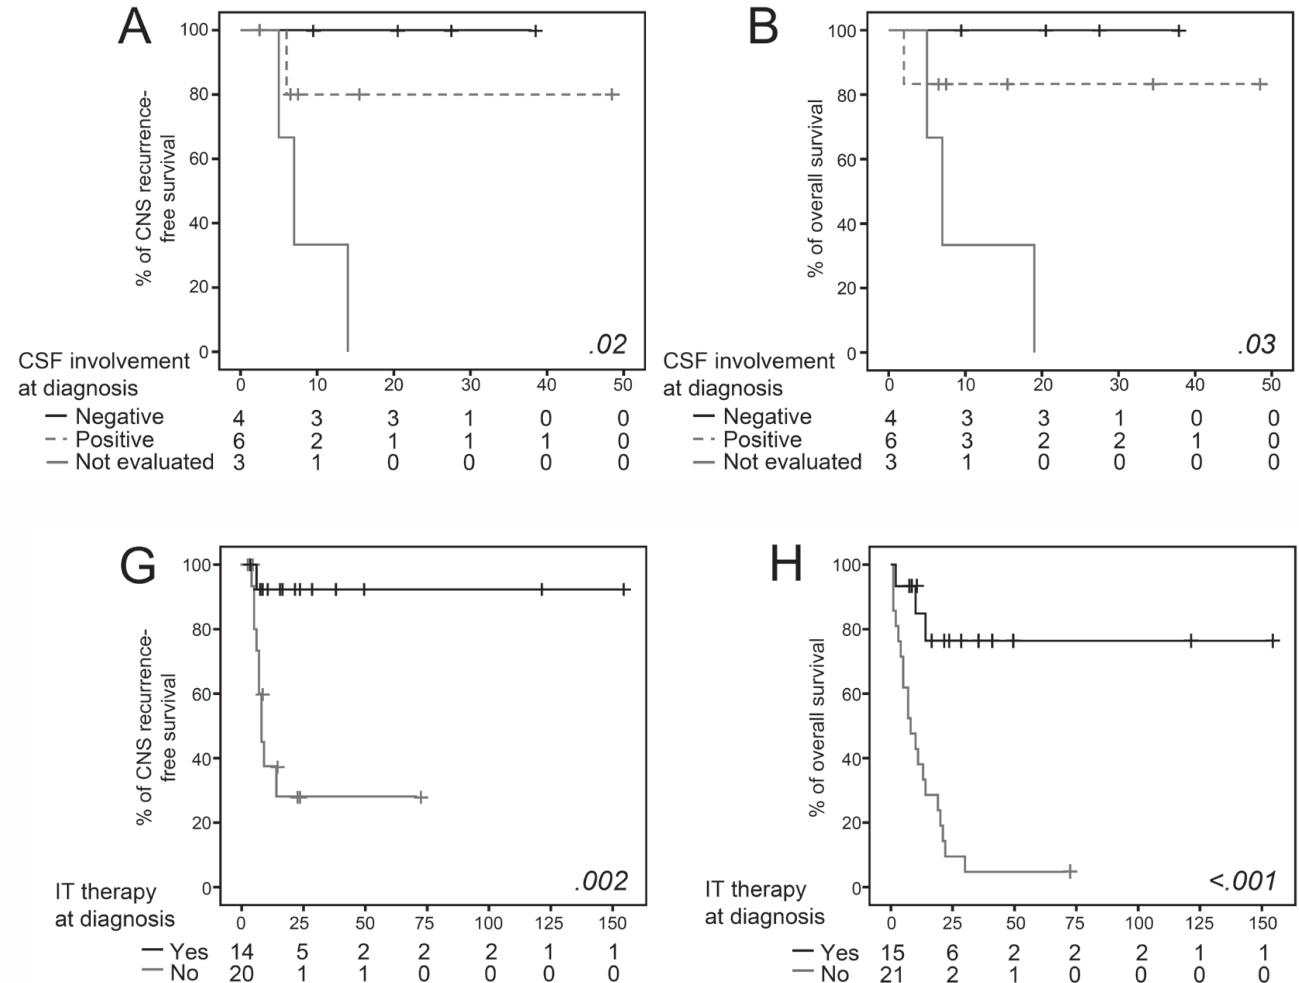 A
% of CNS recurrence-
free survival
100
80
60
40
20
0
.02
0 10 20 30 40 50
CSF involvement
at diagnosis
Negative 4 3 3 1 0 0
Positive 6 2 1 1 1 0
Not evaluated 3 1 0 0 0 0
B
% of overall survival
100
80
60
40
20
0
.03
0 10 20 30 40 50
CSF involvement
at diagnosis
Negative 4 3 3 1 0 0
Positive 6 3 2 2 1 0
Not evaluated 3 1 0 0 0 0
G
% of CNS recurrence-
free survival
100
80
60
40
20
0
.002
0 25 50 75 100 125 150
IT therapy
at diagnosis
Yes 14 5 2 2 2 1 1
No 20 1 1 0 0 0 0
H
% of overall survival
100
80
60
40
20
0
<.001
0 25 50 75 100 125 150
IT therapy
at diagnosis
Yes 15 6 2 2 2 1 1
No 21 2 1 0 0 0 0